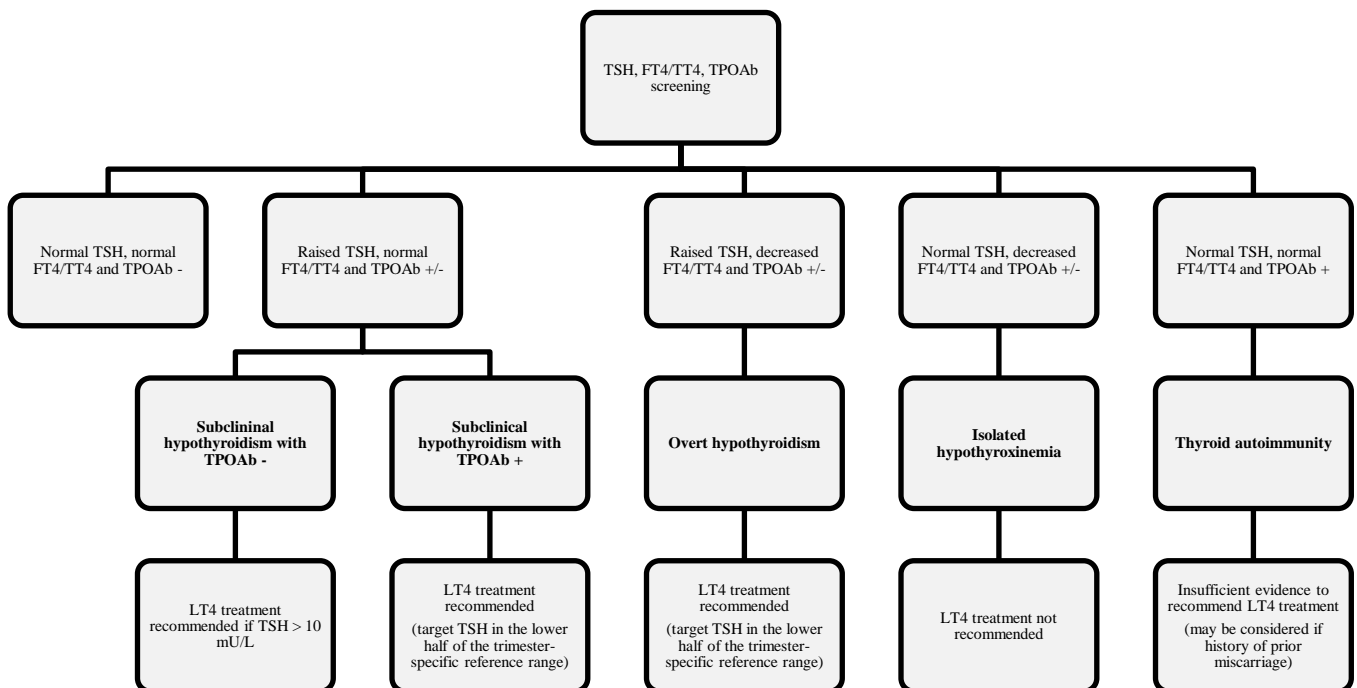 TSH, FT4/TT4, TPOAb
screening
Normal TSH, normal
FT4/TT4 and TPOAb -
Raised TSH, normal
FT4/TT4 and TPOAb +/-
Raised TSH, decreased
FT4/TT4 and TPOAb +/-
Normal TSH, decreased
FT4/TT4 and TPOAb +/-
Normal TSH, normal
FT4/TT4 and TPOAb +
Subclininal
hypothyroidism with
TPOAb -
Subclinical
hypothyroidism with
TPOAb +
Overt hypothyroidism
Isolated
hypothyroxinemia
Thyroid autoimmunity
LT4 treatment
recommended if TSH > 10
mU/L
LT4 treatment
recommended
(target TSH in the lower
half of the trimester-
specific reference range)
LT4 treatment
recommended
(target TSH in the lower
half of the trimester-
specific reference range)
LT4 treatment not
recommended
Insufficient evidence to
recommend LT4 treatment
(may be considered if
history of prior
miscarriage)